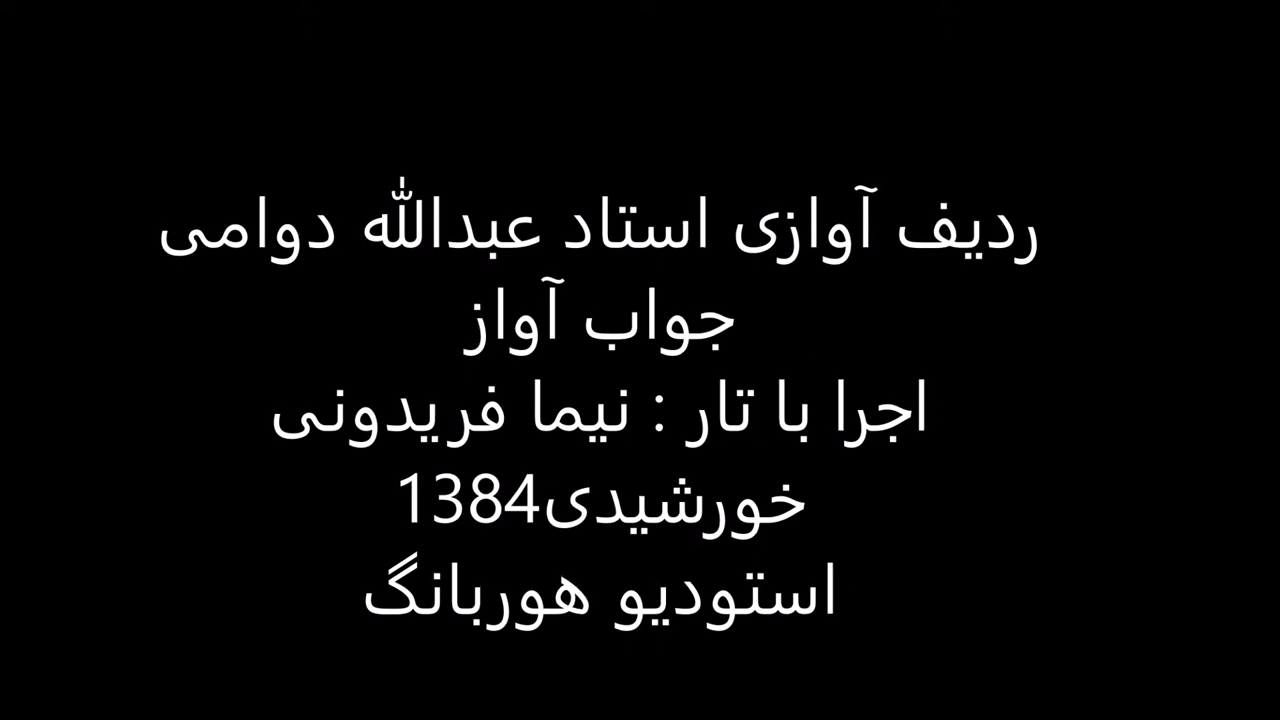 ردیف آوازی استاد عبدالله دوامی
جواب آواز
اجرا با تار : نیما فریدونی
خورشیدی1384
استودیو هوربانگ